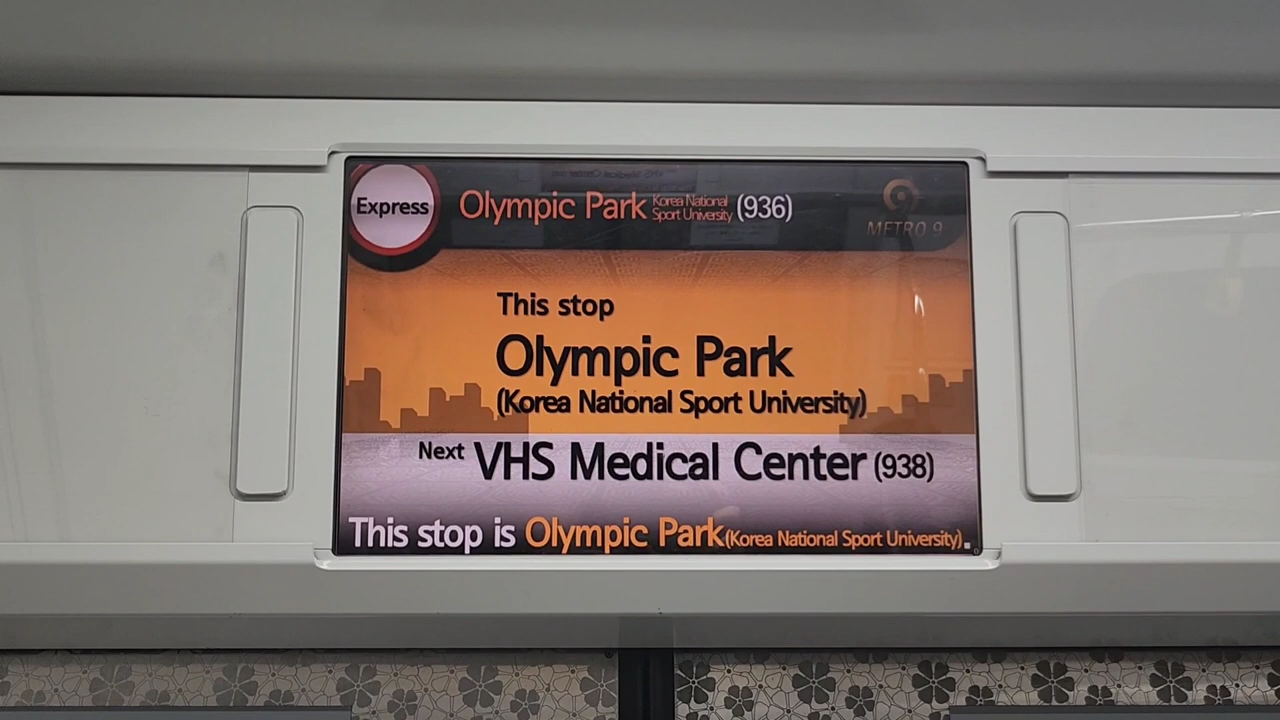 Express
Olympic Park Korea National Sport University (936)
METRO 9
This stop
Olympic Park
(Korea National Sport University)
Next VHS Medical Center (938)
This stop is Olympic Park(Korea National Sport University).